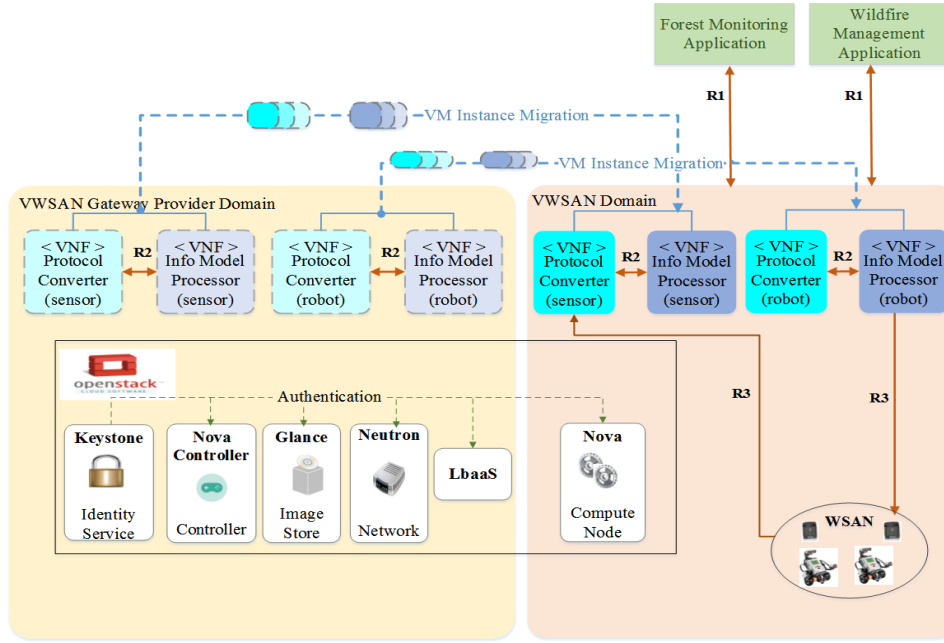 Forest Monitoring
Application
Wildfire
Management
Application
R1
R1
VM Instance Migration
VM Instance Migration
VWSAN Gateway Provider Domain
VWSAN Domain
< VNF >
Protocol
Converter
(sensor)
R2
< VNF >
Info Model
Processor
(sensor)
< VNF >
Protocol
Converter
(robot)
R2
< VNF >
Info Model
Processor
(robot)
< VNF >
Protocol
Converter
(sensor)
R2
< VNF >
Info Model
Processor
(sensor)
< VNF >
Protocol
Converter
(robot)
R2
< VNF >
Info Model
Processor
(robot)
openstack
CLOUD SOFTWARE
Authentication
R3
R3
Keystone
Identity
Service
Nova
Controller
Controller
Glance
Image
Store
Neutron
Network
LbaaS
Nova
Compute
Node
WSAN